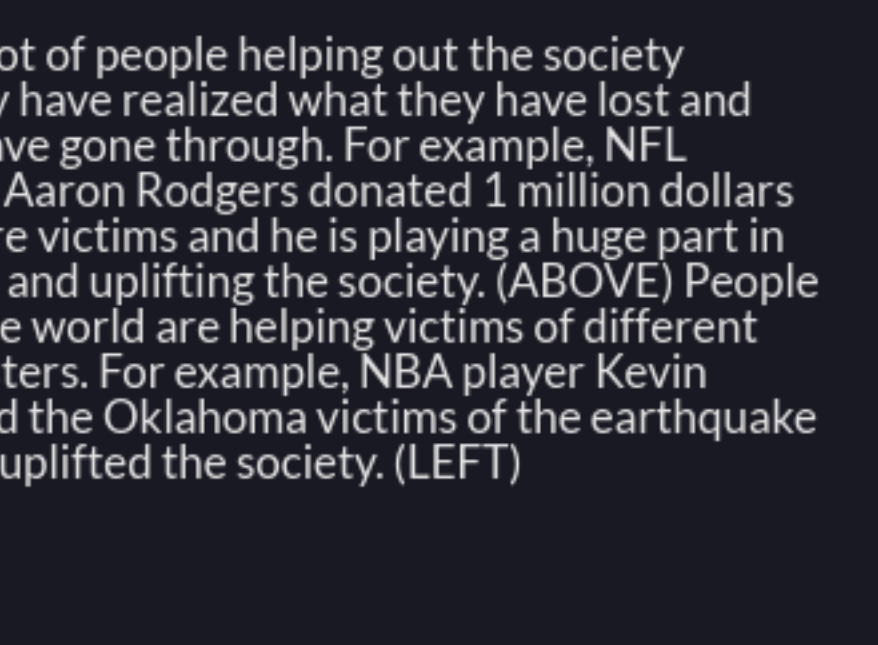 ot of people helping out the society
y have realized what they have lost and
ave gone through. For example, NFL
Aaron Rodgers donated 1 million dollars
re victims and he is playing a huge part in
and uplifting the society. (ABOVE) People
e world are helping victims of different
ters. For example, NBA player Kevin
d the Oklahoma victims of the earthquake
uplifted the society. (LEFT)